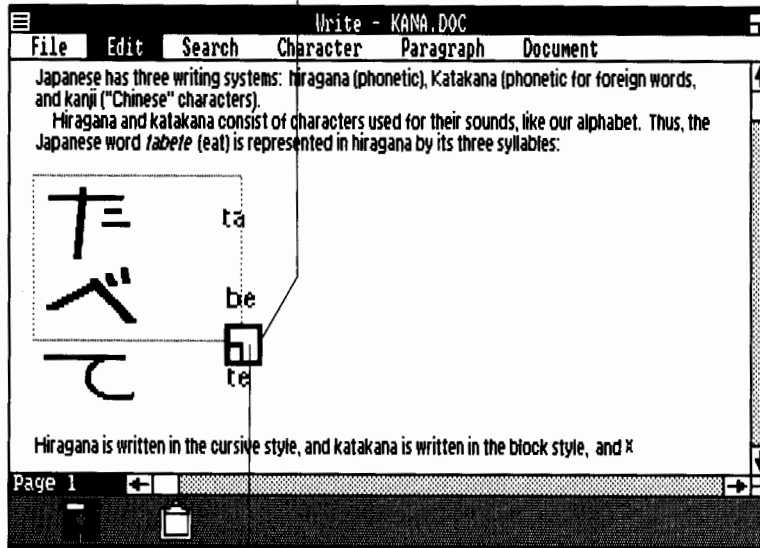 Write - KANA.DOC
File Edit Search Character Paragraph Document
Japanese has three writing systems: hiragana (phonetic), Katakana (phonetic for foreign words,
and kanji ("Chinese" characters).
Hiragana and katakana consist of characters used for their sounds, like our alphabet. Thus, the
Japanese word tabete (eat) is represented in hiragana by its three syllables:
た ta
べ be
て te
Hiragana is written in the cursive style, and katakana is written in the block style, and
Page 1